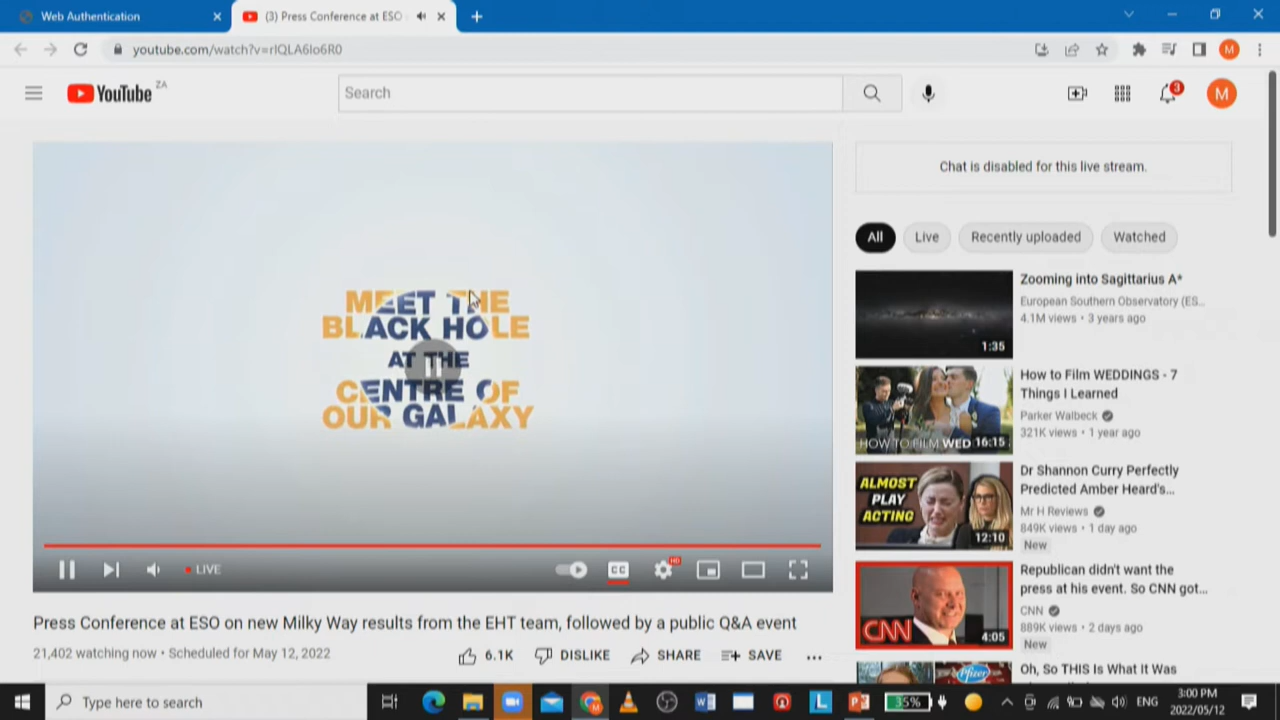 Web Authentication
(3) Press Conference at ESO
youtube.com/watch?v=rIQLA6Io6R0
M
YouTube ZA
Search
3
M
MEET THE
BLACK HOLE
AT THE
CENTRE OF
OUR GALAXY
LIVE
CC
HD
Press Conference at ESO on new Milky Way results from the EHT team, followed by a public Q&A event
21,402 watching now • Scheduled for May 12, 2022
6.1K
DISLIKE
SHARE
SAVE
Chat is disabled for this live stream.
All
Live
Recently uploaded
Watched
1:35
Zooming into Sagittarius A*
European Southern Observatory (ES...
4.1M views • 3 years ago
HOW TO FILM WED
16:15
How to Film WEDDINGS - 7
Things I Learned
Parker Walbeck
321K views • 1 year ago
ALMOST
PLAY
ACTING
12:10
Dr Shannon Curry Perfectly
Predicted Amber Heard's...
Mr H Reviews
849K views • 1 day ago
New
CNN
4:05
Republican didn't want the
press at his event. So CNN got...
CNN
889K views • 2 days ago
New
Pfizer
Oh, So THIS Is What It Was
Type here to search
35%
ENG
3:00 PM
2022/05/12